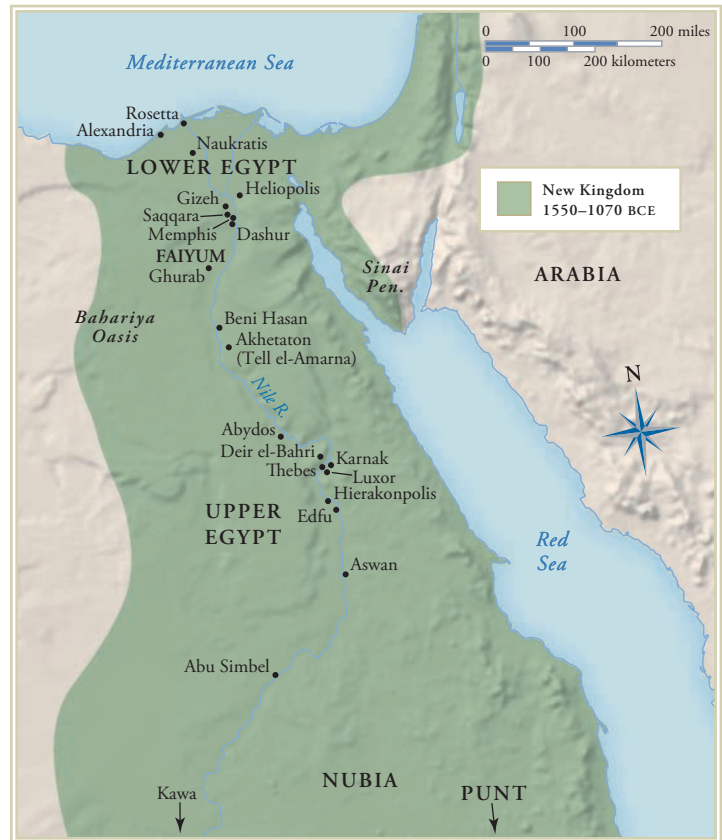 0 100 200 miles
0 100 200 kilometers
Mediterranean Sea
Rosetta
Alexandria
Naukratis
LOWER EGYPT
Heliopolis
Gizeh
Saqqara
Memphis
Dashur
FAIYUM
Ghurab
New Kingdom
1550–1070 BCE
Sinai
Pen.
ARABIA
Bahariya
Oasis
Beni Hasan
Akhetaton
(Tell el-Amarna)
N
Nile R.
Abydos
Deir el-Bahri
Karnak
Thebes
Luxor
Hierakonpolis
UPPER
EGYPT
Edfu
Red
Sea
Aswan
Abu Simbel
NUBIA
Kawa
PUNT